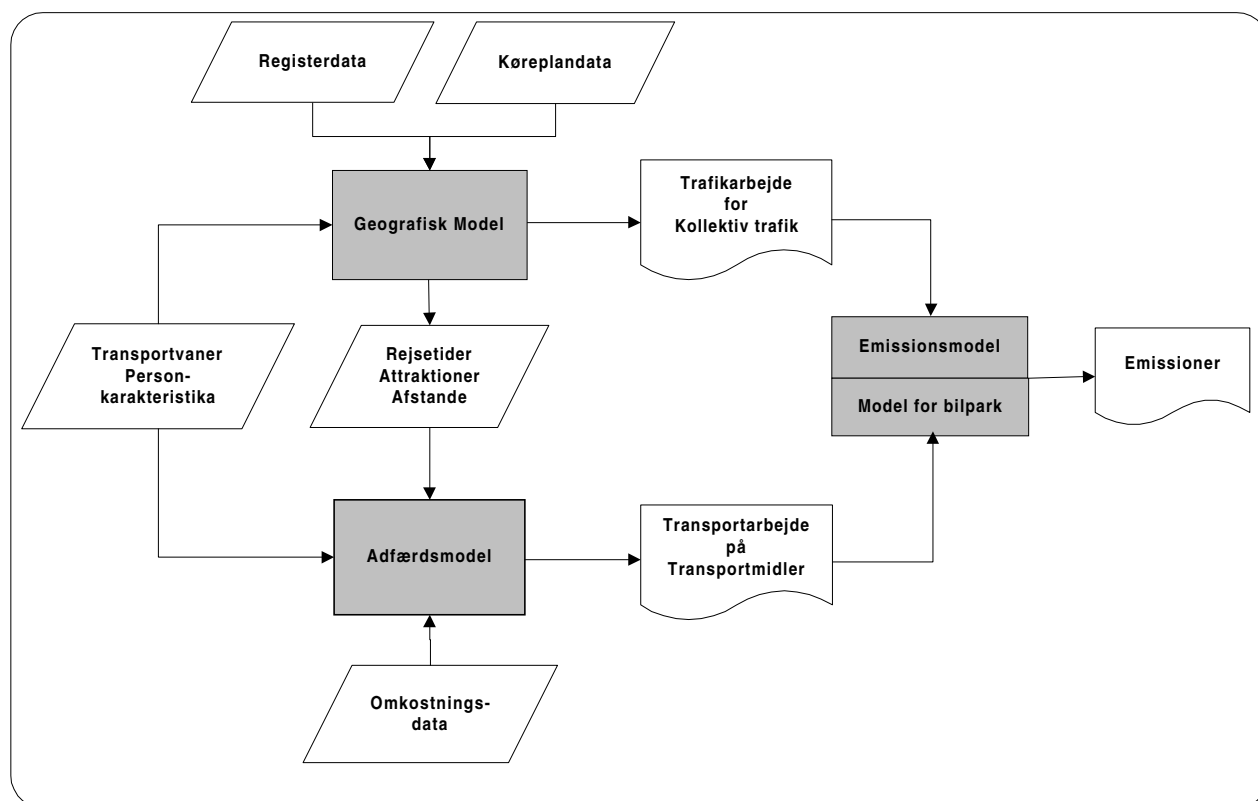 Registerdata
Køreplandata
Geografisk Model
Trafikarbejde
for
Kollektiv trafik
Transportvaner
Person-
karakteristika
Rejsetider
Attraktioner
Afstande
Emissionsmodel
Model for bilpark
Emissioner
Adfærdsmodel
Transportarbejde
på
Transportmidler
Omkostnings-
data